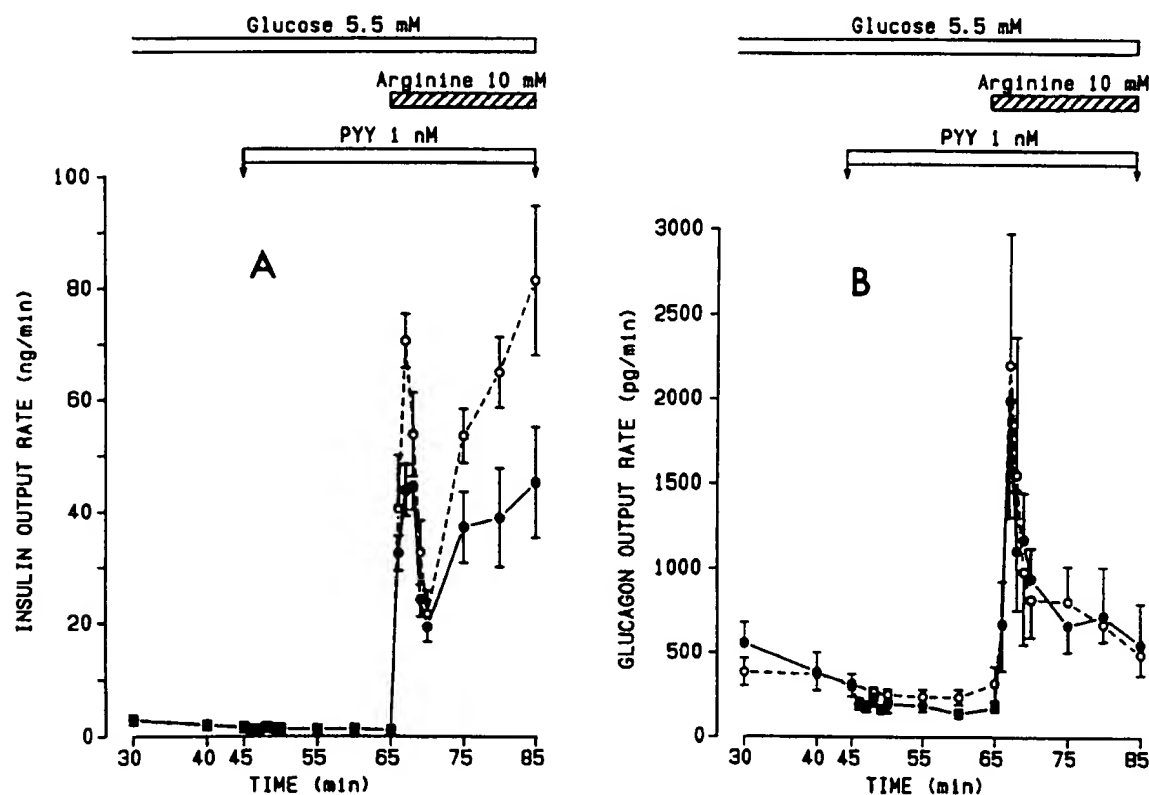 Glucose 5.5 mM
Arginine 10 mM
PYY 1 nM
A
INSULIN OUTPUT RATE (ng/min)
100
80
60
40
20
0
30 40 45 55 65 75 85
TIME (min)
Glucose 5.5 mM
Arginine 10 mM
PYY 1 nM
B
GLUCAGON OUTPUT RATE (pg/min)
3000
2500
2000
1500
1000
500
0
30 40 45 55 65 75 85
TIME (min)